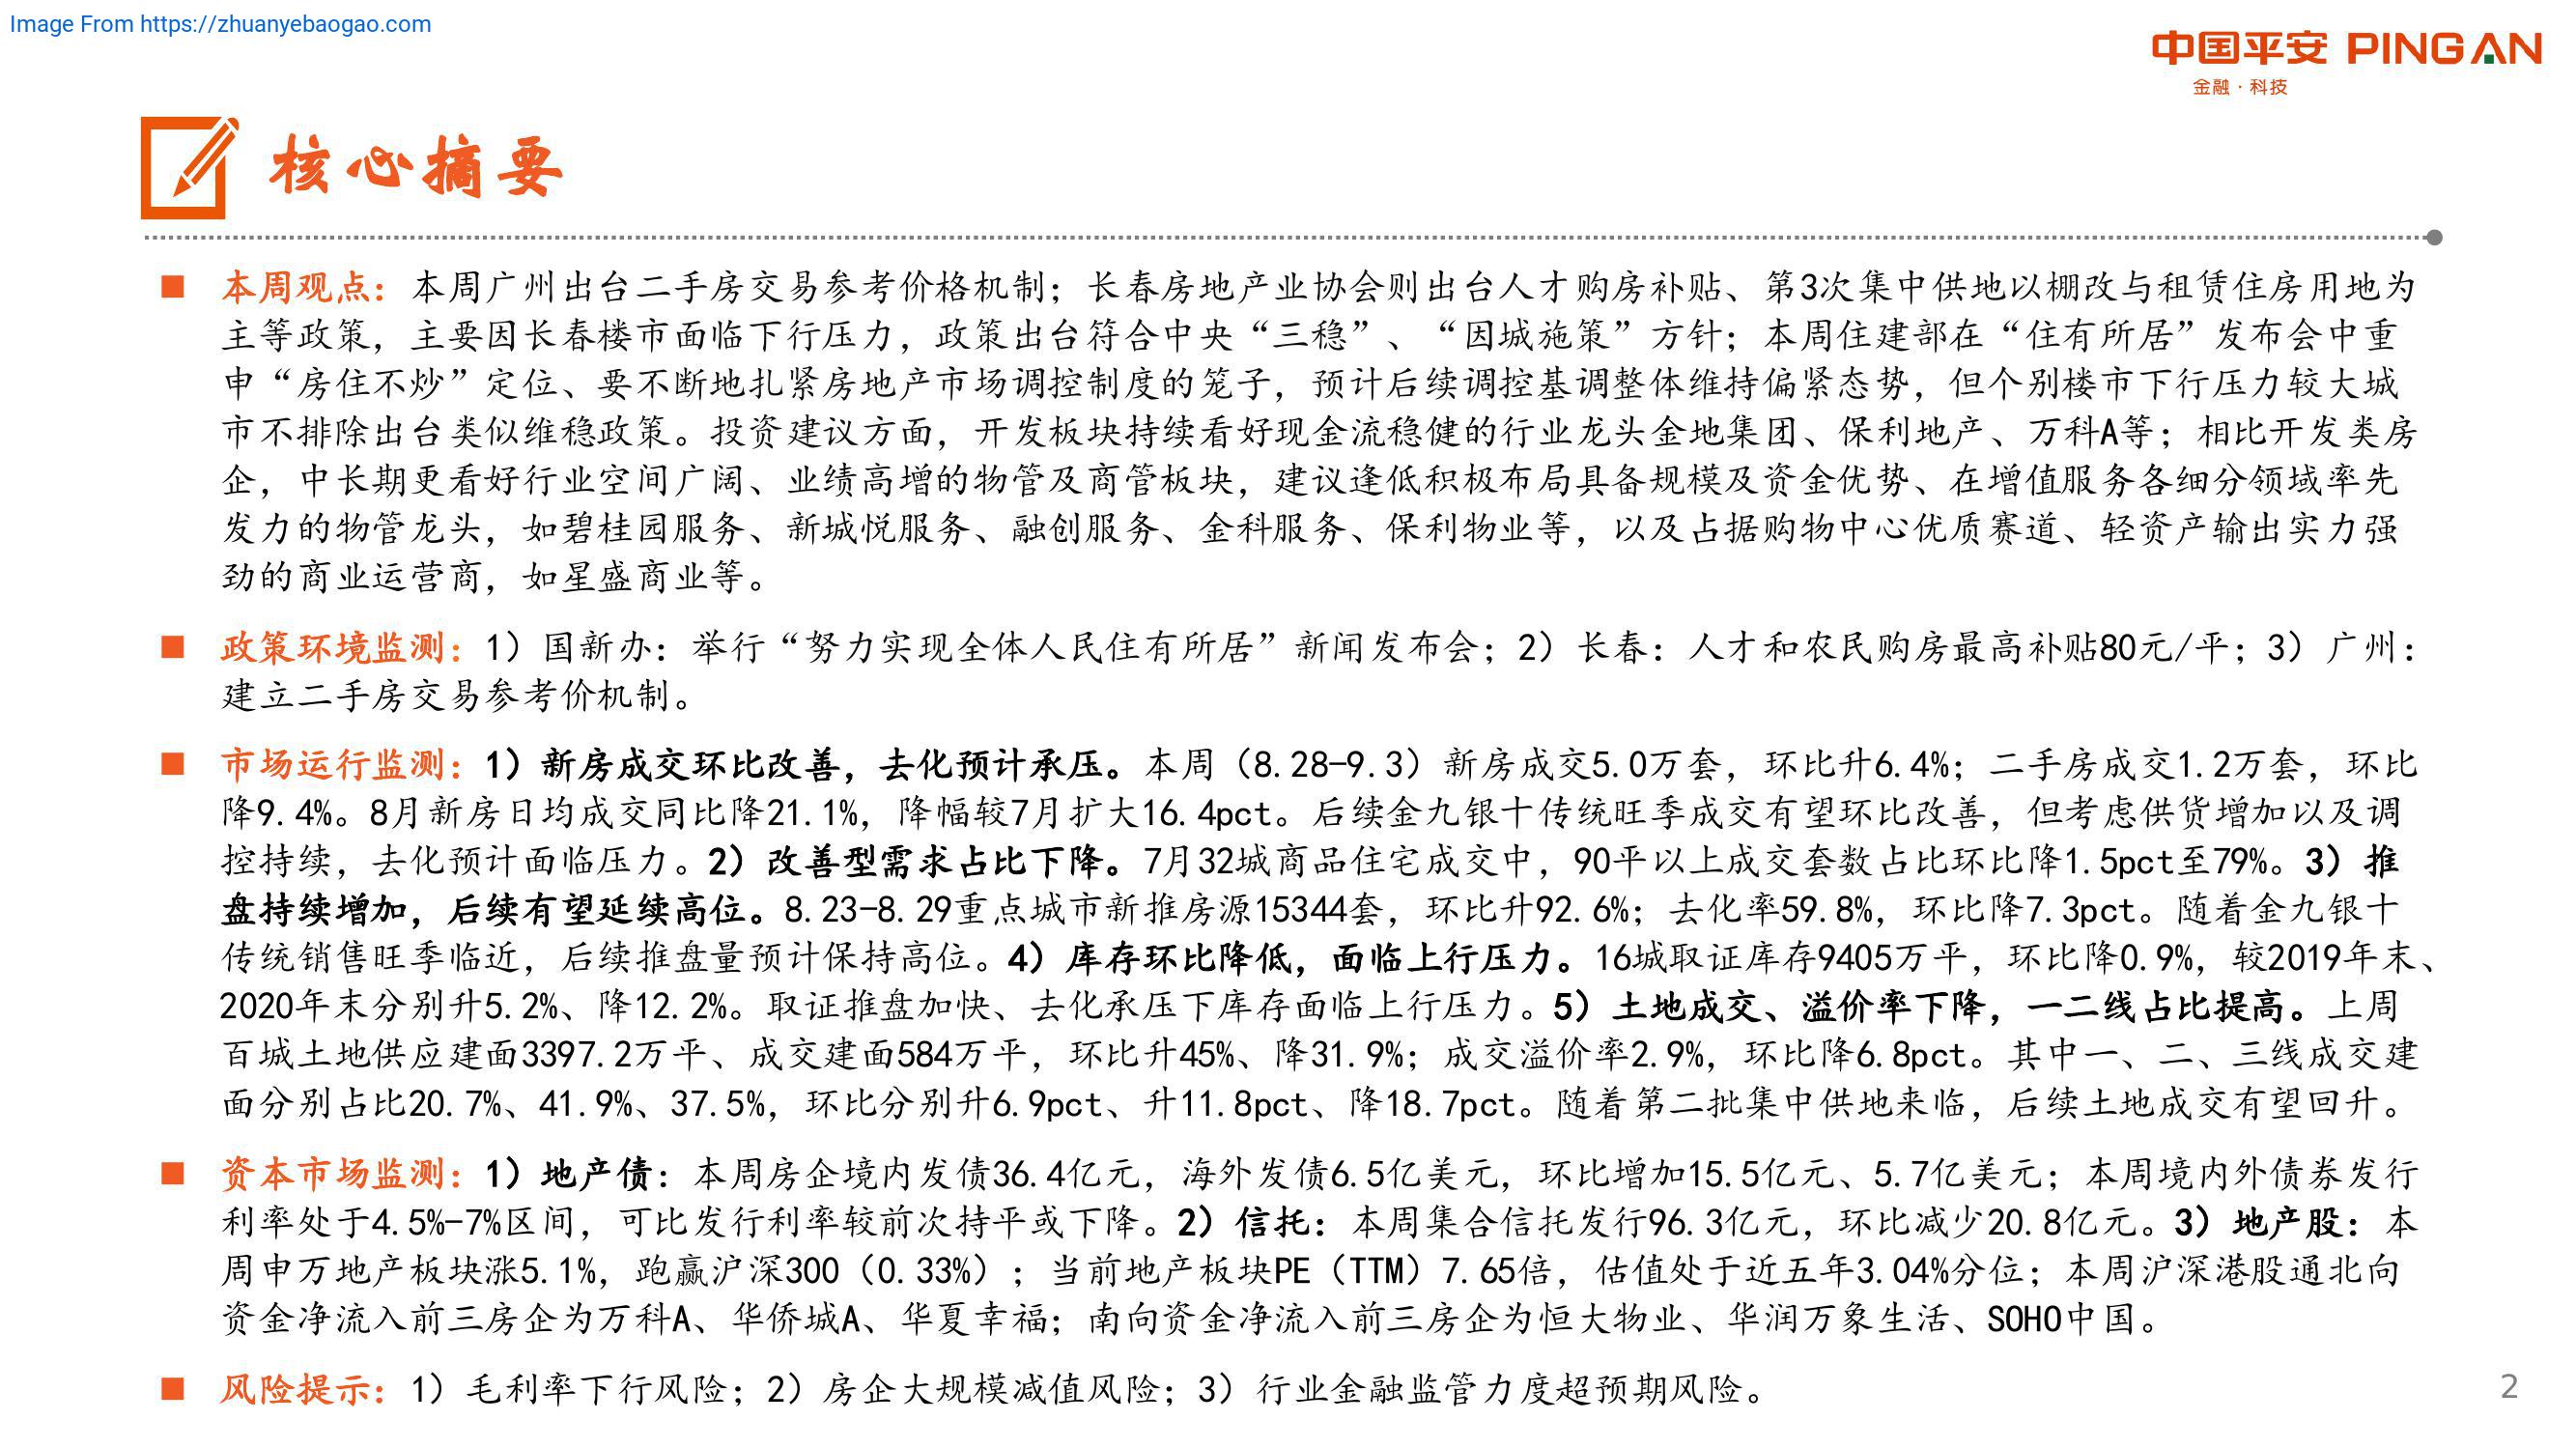 Image From https://zhuanyebaogao.com
中国平安 PINGAN
金融·科技
核心摘要
本周观点：本周广州出台二手房交易参考价格机制；长春房地产业协会则出台人才购房补贴、第3次集中供地以棚改与租赁住房用地为
主等政策，主要因长春楼市面临下行压力，政策出台符合中央“三稳”、“因城施策”方针；本周住建部在“住有所居”发布会中重
申“房住不炒”定位、要不断地扎紧房地产市场调控制度的笼子，预计后续调控基调整体维持偏紧态势，但个别楼市下行压力较大城
市不排除出台类似维稳政策。投资建议方面，开发板块持续看好现金流稳健的行业龙头金地集团、保利地产、万科A等；相比开发类房
企，中长期更看好行业空间广阔、业绩高增的物管及商管板块，建议逢低积极布局具备规模及资金优势、在增值服务各细分领域率先
发力的物管龙头，如碧桂园服务、新城悦服务、融创服务、金科服务、保利物业等，以及占据购物中心优质赛道、轻资产输出实力强
劲的商业运营商，如星盛商业等。
政策环境监测：1）国新办：举行“努力实现全体人民住有所居”新闻发布会；2）长春：人才和农民购房最高补贴80元/平；3）广州：
建立二手房交易参考价机制。
市场运行监测：1）新房成交环比改善，去化预计承压。本周（8.28-9.3）新房成交5.0万套，环比升6.4%；二手房成交1.2万套，环比
降9.4%。8月新房日均成交同比降21.1%，降幅较7月扩大16.4pct。后续金九银十传统旺季成交有望环比改善，但考虑供货增加以及调
控持续，去化预计面临压力。2）改善型需求占比下降。7月32城商品住宅成交中，90平以上成交套数占比环比降1.5pct至79%。3）推
盘持续增加，后续有望延续高位。8.23-8.29重点城市新推房源15344套，环比升92.6%；去化率59.8%，环比降7.3pct。随着金九银十
传统销售旺季临近，后续推盘量预计保持高位。4）库存环比降低，面临上行压力。16城取证库存9405万平，环比降0.9%，较2019年末、
2020年末分别升5.2%、降12.2%。取证推盘加快、去化承压下库存面临上行压力。5）土地成交、溢价率下降，一二线占比提高。上周
百城土地供应建面3397.2万平、成交建面584万平，环比升45%、降31.9%；成交溢价率2.9%，环比降6.8pct。其中一、二、三线成交建
面分别占比20.7%、41.9%、37.5%，环比分别升6.9pct、升11.8pct、降18.7pct。随着第二批集中供地来临，后续土地成交有望回升。
资本市场监测：1）地产债：本周房企境内发债36.4亿元，海外发债6.5亿美元，环比增加15.5亿元、5.7亿美元；本周境内外债券发行
利率处于4.5%-7%区间，可比发行利率较前次持平或下降。2）信托：本周集合信托发行96.3亿元，环比减少20.8亿元。3）地产股：本
周申万地产板块涨5.1%，跑赢沪深300（0.33%）；当前地产板块PE（TTM）7.65倍，估值处于近五年3.04%分位；本周沪深港股通北向
资金净流入前三房企为万科A、华侨城A、华夏幸福；南向资金净流入前三房企为恒大物业、华润万象生活、SOHO中国。
风险提示：1）毛利率下行风险；2）房企大规模减值风险；3）行业金融监管力度超预期风险。
2